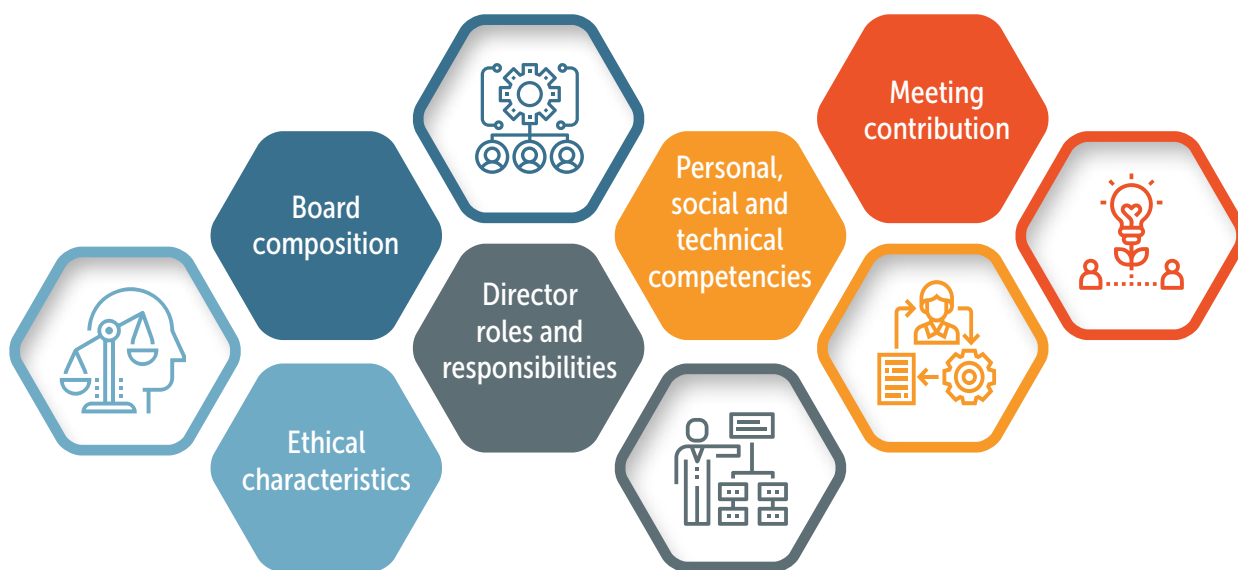 Board
composition
Ethical
characteristics
Director
roles and
responsibilities
Personal,
social and
technical
competencies
Meeting
contribution